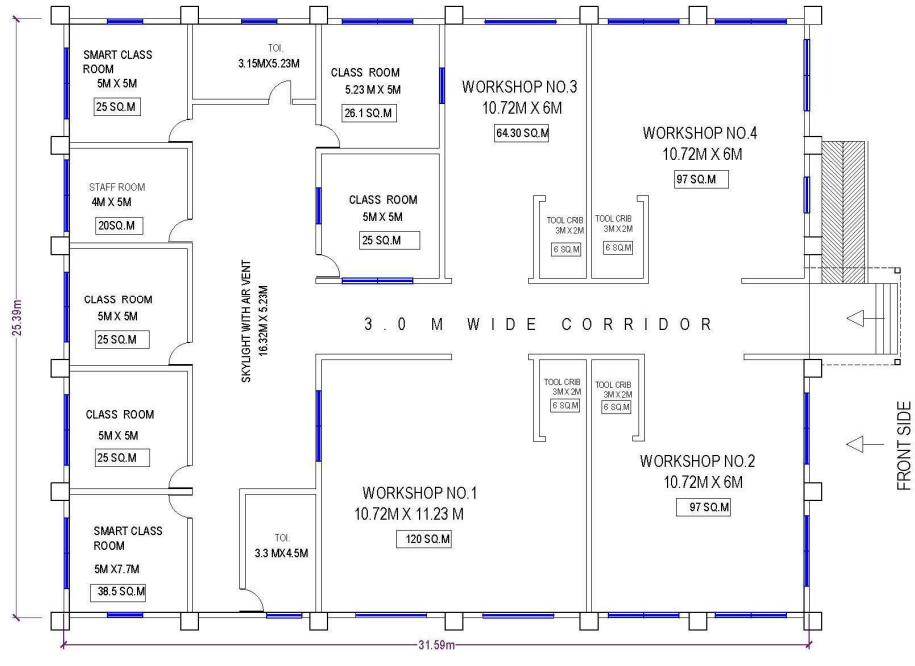 SMART CLASS
ROOM
5M X 5M
25 SQ.M
TOI.
3.15MX5.23M
CLASS ROOM
5.23 M X 5M
26.1 SQ.M
WORKSHOP NO.3
10.72M X 6M
64.30 SQ.M
WORKSHOP NO.4
10.72M X 6M
97 SQ.M
STAFF ROOM
4M X 5M
20SQ.M
CLASS ROOM
5M X 5M
25 SQ.M
TOOL CRIB
3M X2M
6 SQ.M
TOOL CRIB
3M X2M
6 SQ.M
CLASS ROOM
5M X 5M
25 SQ.M
SKYLIGHT WITH AIR VENT
16.32M X 5.23M
3.0 M WIDE CORRIDOR
25.39m
CLASS ROOM
5M X 5M
25 SQ.M
TOOL CRIB
3M X2M
6 SQ.M
TOOL CRIB
3M X2M
6 SQ.M
FRONT SIDE
WORKSHOP NO.1
10.72M X 11.23 M
120 SQ.M
WORKSHOP NO.2
10.72M X 6M
97 SQ.M
SMART CLASS
ROOM
5M X7.7M
38.5 SQ.M
TOI.
3.3 MX4.5M
31.59m